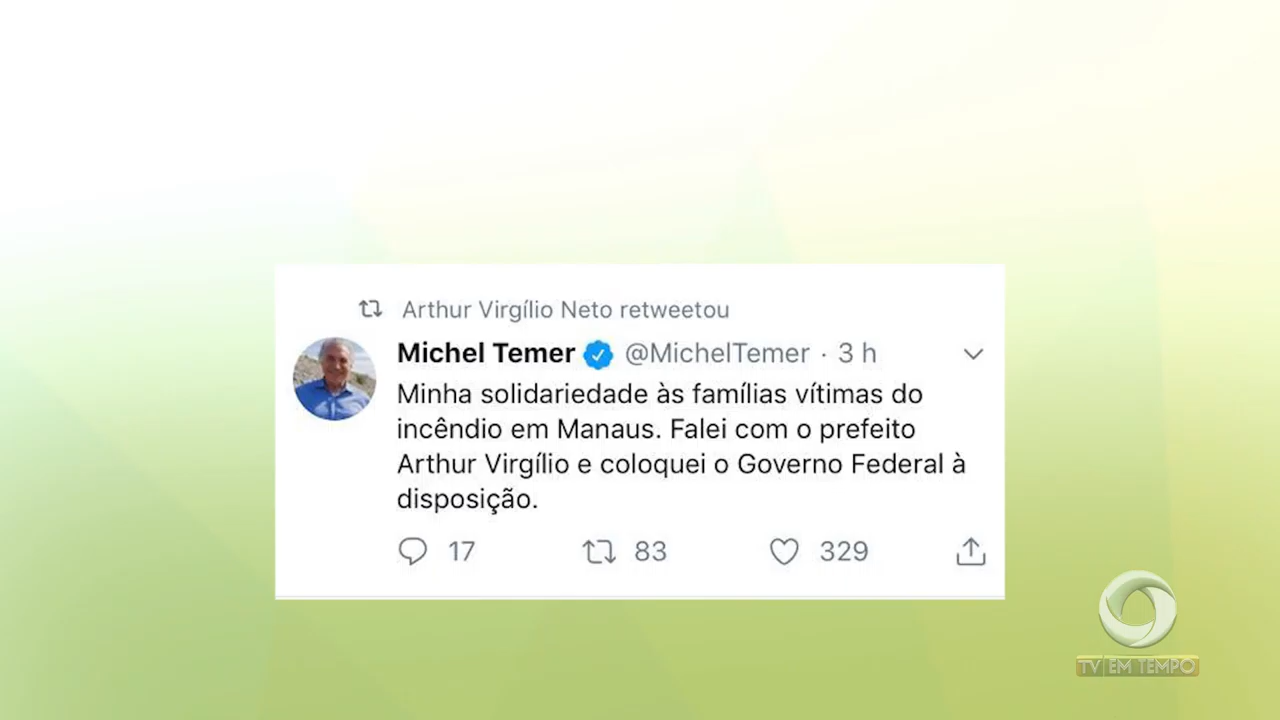 Arthur Virgílio Neto retweetou
Michel Temer @MichelTemer · 3 h
Minha solidariedade às famílias vítimas do
incêndio em Manaus. Falei com o prefeito
Arthur Virgílio e coloquei o Governo Federal à
disposição.
17 83 329
TV EM TEMPO